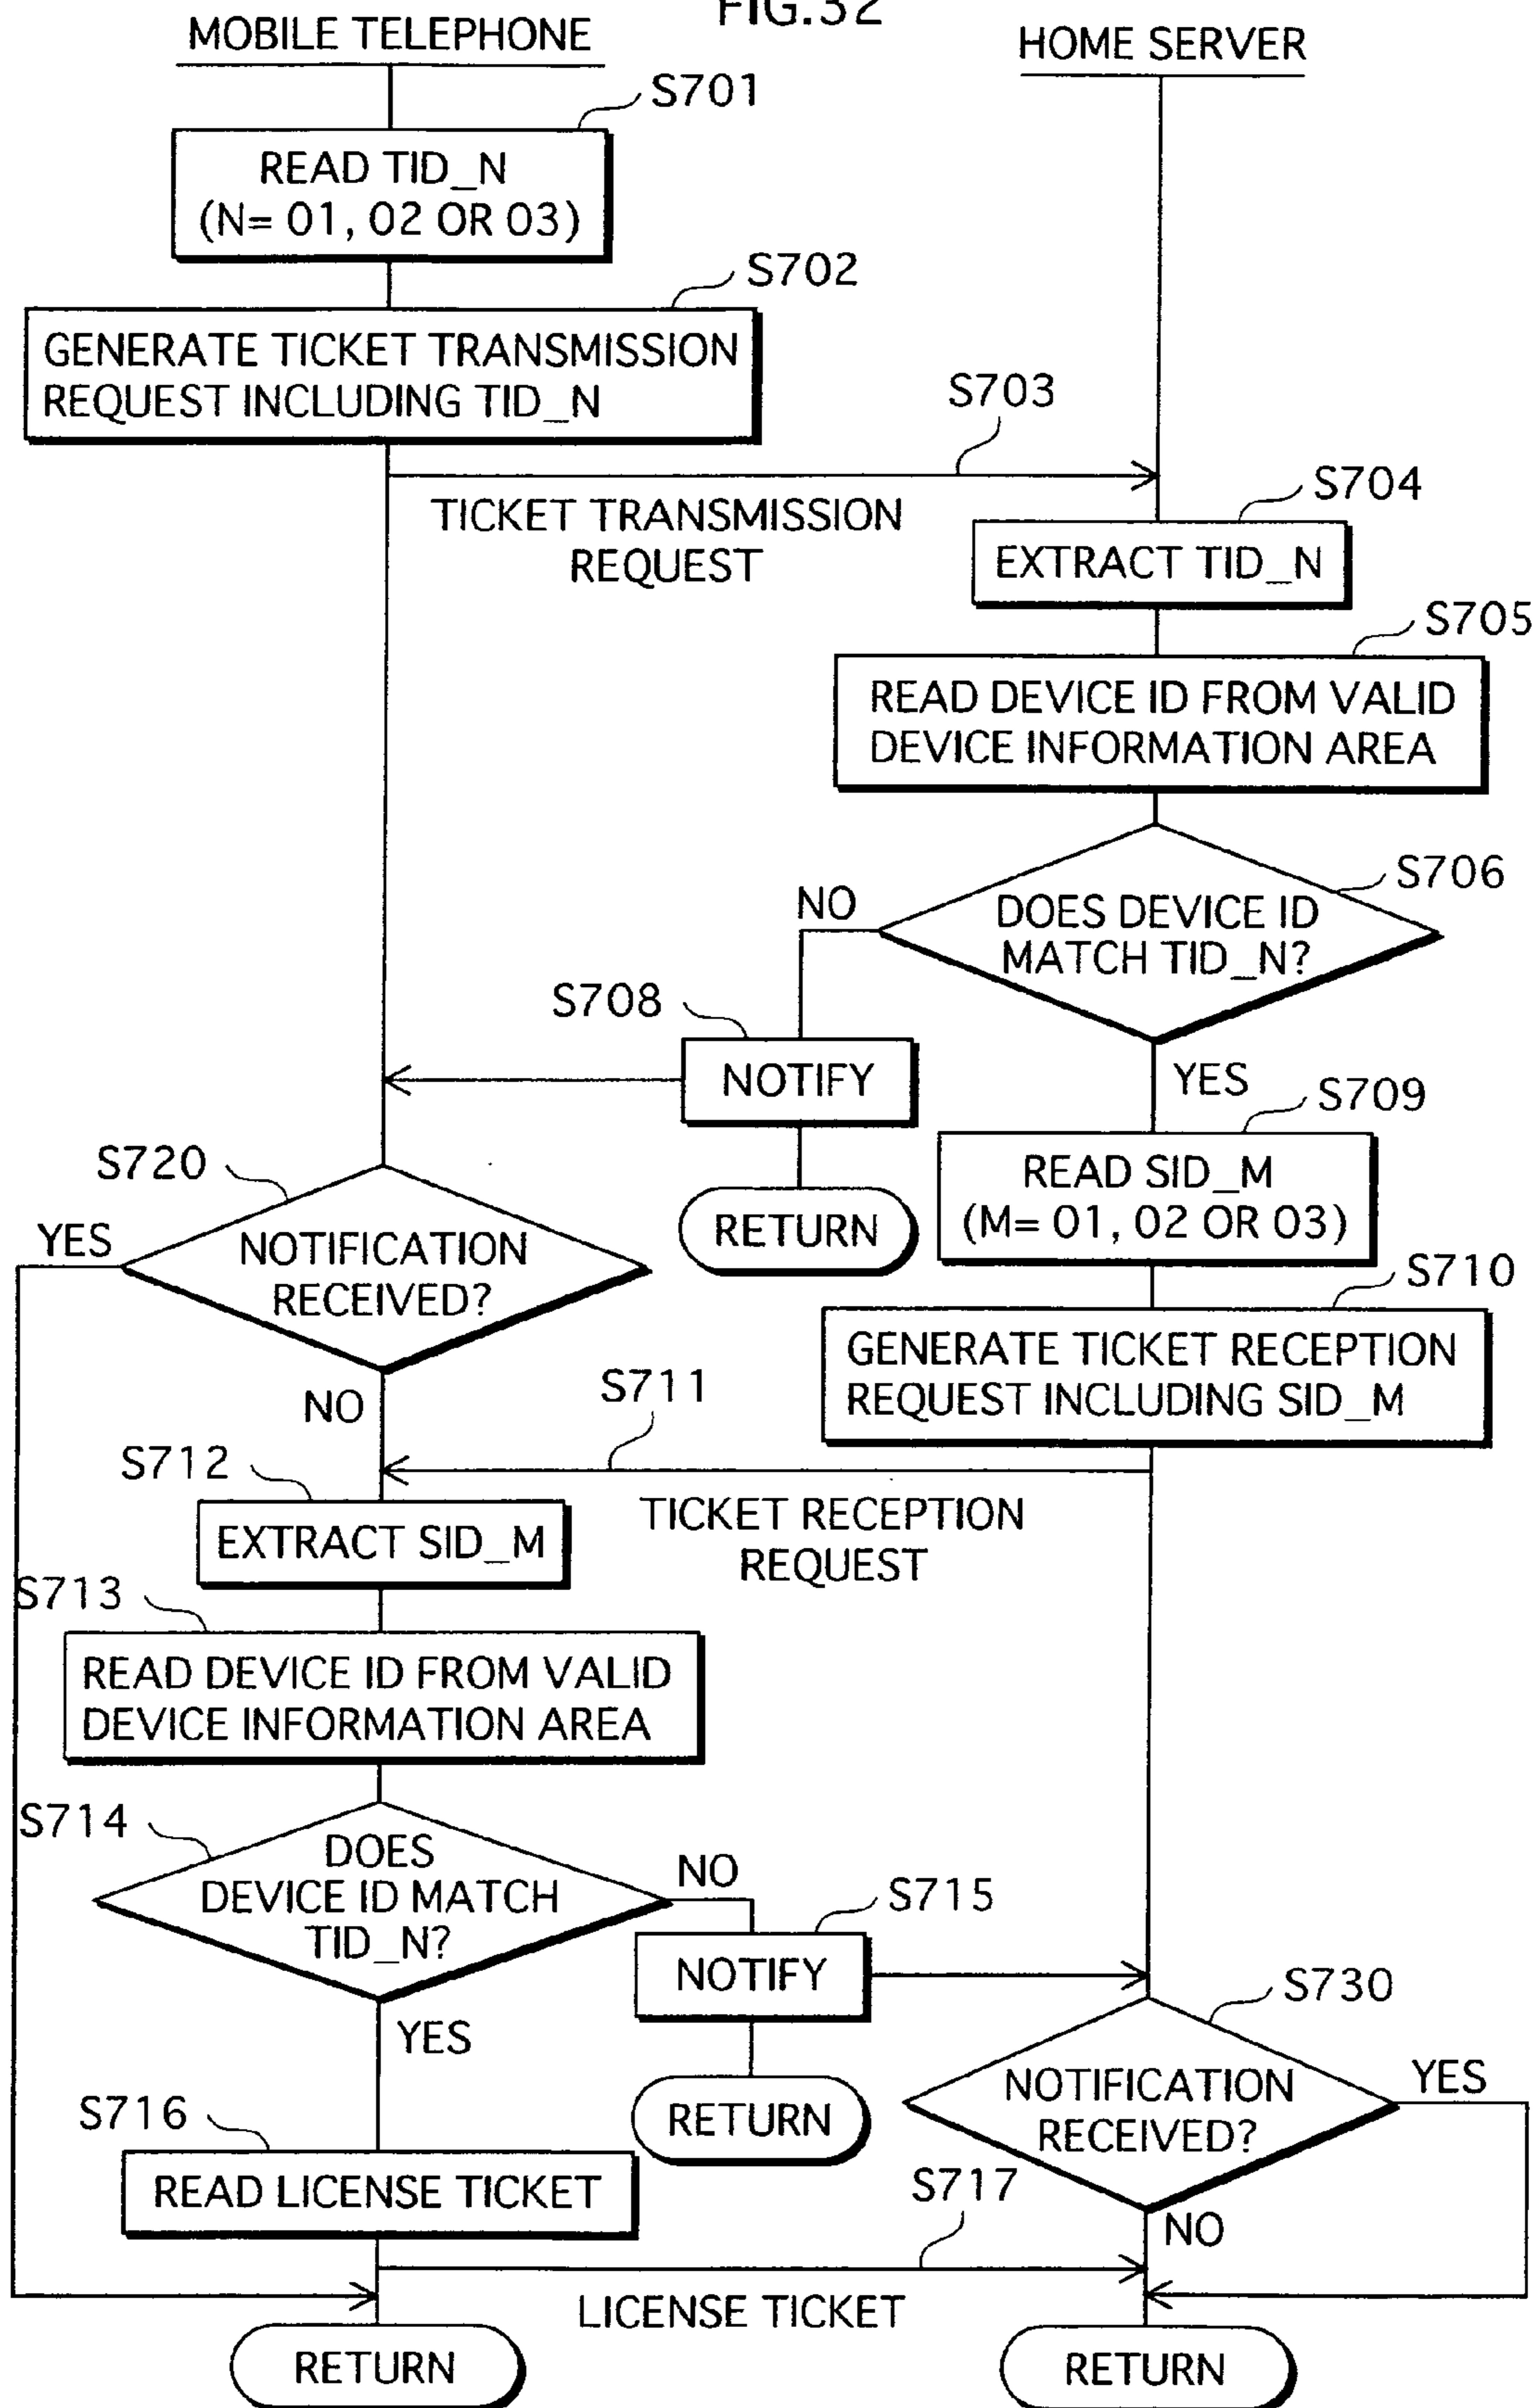 FIG.32
MOBILE TELEPHONE
HOME SERVER
S701
READ TID_N
(N= 01, 02 OR 03)
S702
GENERATE TICKET TRANSMISSION
REQUEST INCLUDING TID_N
S703
TICKET TRANSMISSION
REQUEST
S704
EXTRACT TID_N
S705
READ DEVICE ID FROM VALID
DEVICE INFORMATION AREA
S706
DOES DEVICE ID
MATCH TID_N?
NO
S708
NOTIFY
RETURN
YES
S709
READ SID_M
(M= 01, 02 OR 03)
S720
YES
NOTIFICATION
RECEIVED?
NO
S710
GENERATE TICKET RECEPTION
REQUEST INCLUDING SID_M
S711
TICKET RECEPTION
REQUEST
S712
EXTRACT SID_M
S713
READ DEVICE ID FROM VALID
DEVICE INFORMATION AREA
S714
DOES
DEVICE ID MATCH
TID_N?
NO
S715
NOTIFY
RETURN
YES
S730
NOTIFICATION
RECEIVED?
YES
NO
S716
READ LICENSE TICKET
S717
LICENSE TICKET
RETURN
RETURN